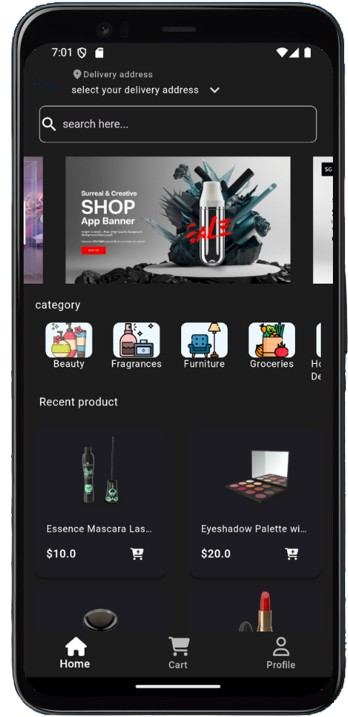 7:01
Delivery address
select your delivery address
search here...
Surreal & Creative
SHOP
App Banner
SALE
SG
category
Beauty
Fragrances
Furniture
Groceries
Ho
De
Recent product
Essence Mascara Las...
Eyeshadow Palette wi...
$10.0
$20.0
Home
Cart
Profile